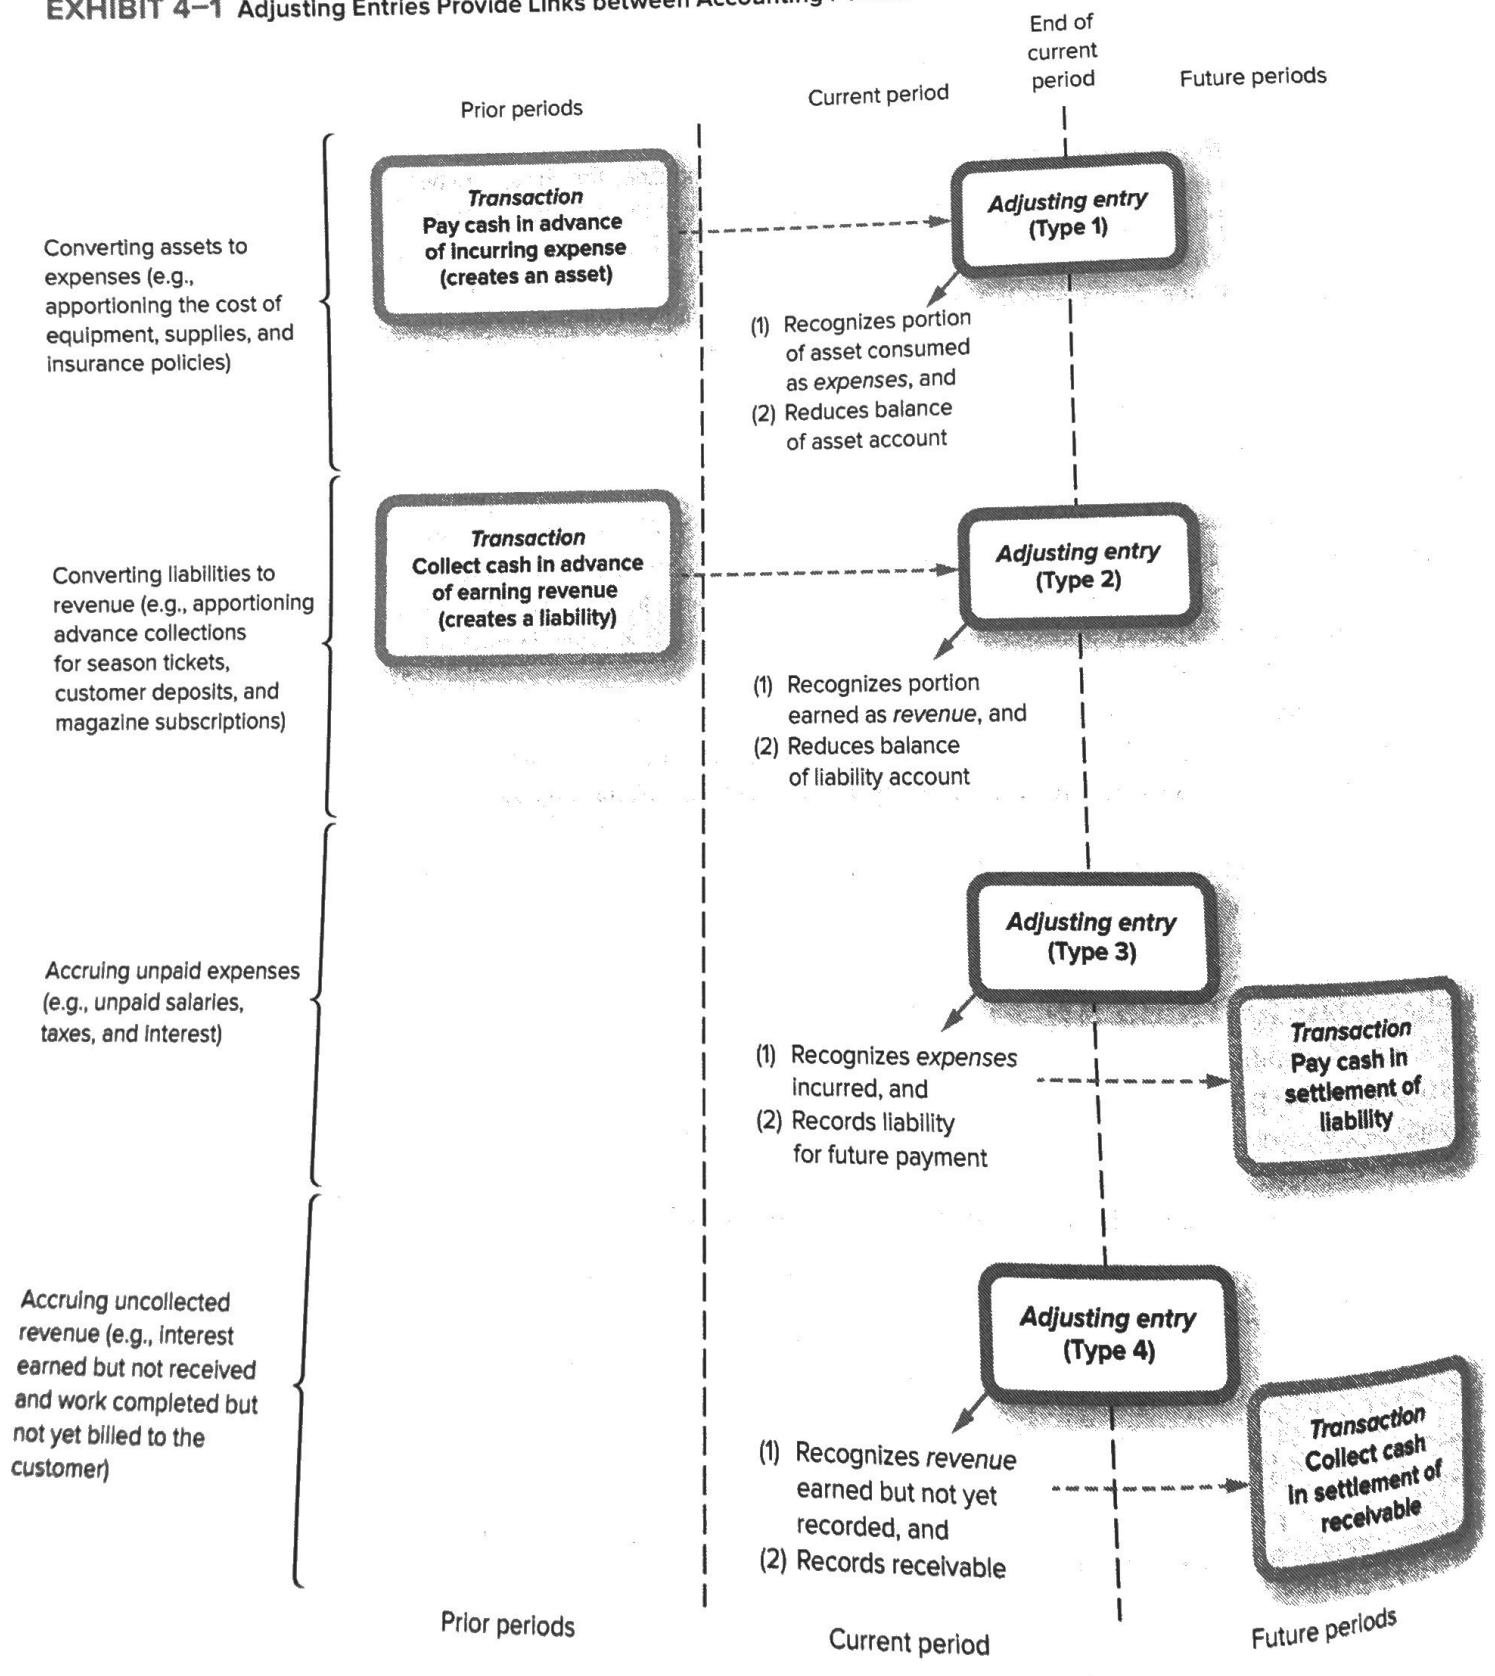 EXHIBIT 4–1 Adjusting Entries Provide Links between Accounting
End of
current
period
Prior periods
Current period
Future periods
Converting assets to
expenses (e.g.,
apportioning the cost of
equipment, supplies, and
insurance policies)
Transaction
Pay cash in advance
of incurring expense
(creates an asset)
Adjusting entry
(Type 1)
(1) Recognizes portion
of asset consumed
as expenses, and
(2) Reduces balance
of asset account
Converting liabilities to
revenue (e.g., apportioning
advance collections
for season tickets,
customer deposits, and
magazine subscriptions)
Transaction
Collect cash in advance
of earning revenue
(creates a liability)
Adjusting entry
(Type 2)
(1) Recognizes portion
earned as revenue, and
(2) Reduces balance
of liability account
Accruing unpaid expenses
(e.g., unpaid salaries,
taxes, and interest)
Adjusting entry
(Type 3)
(1) Recognizes expenses
incurred, and
(2) Records liability
for future payment
Transaction
Pay cash in
settlement of
liability
Accruing uncollected
revenue (e.g., interest
earned but not received
and work completed but
not yet billed to the
customer)
Adjusting entry
(Type 4)
(1) Recognizes revenue
earned but not yet
recorded, and
(2) Records receivable
Transaction
Collect cash
in settlement of
receivable
Prior periods
Current period
Future periods